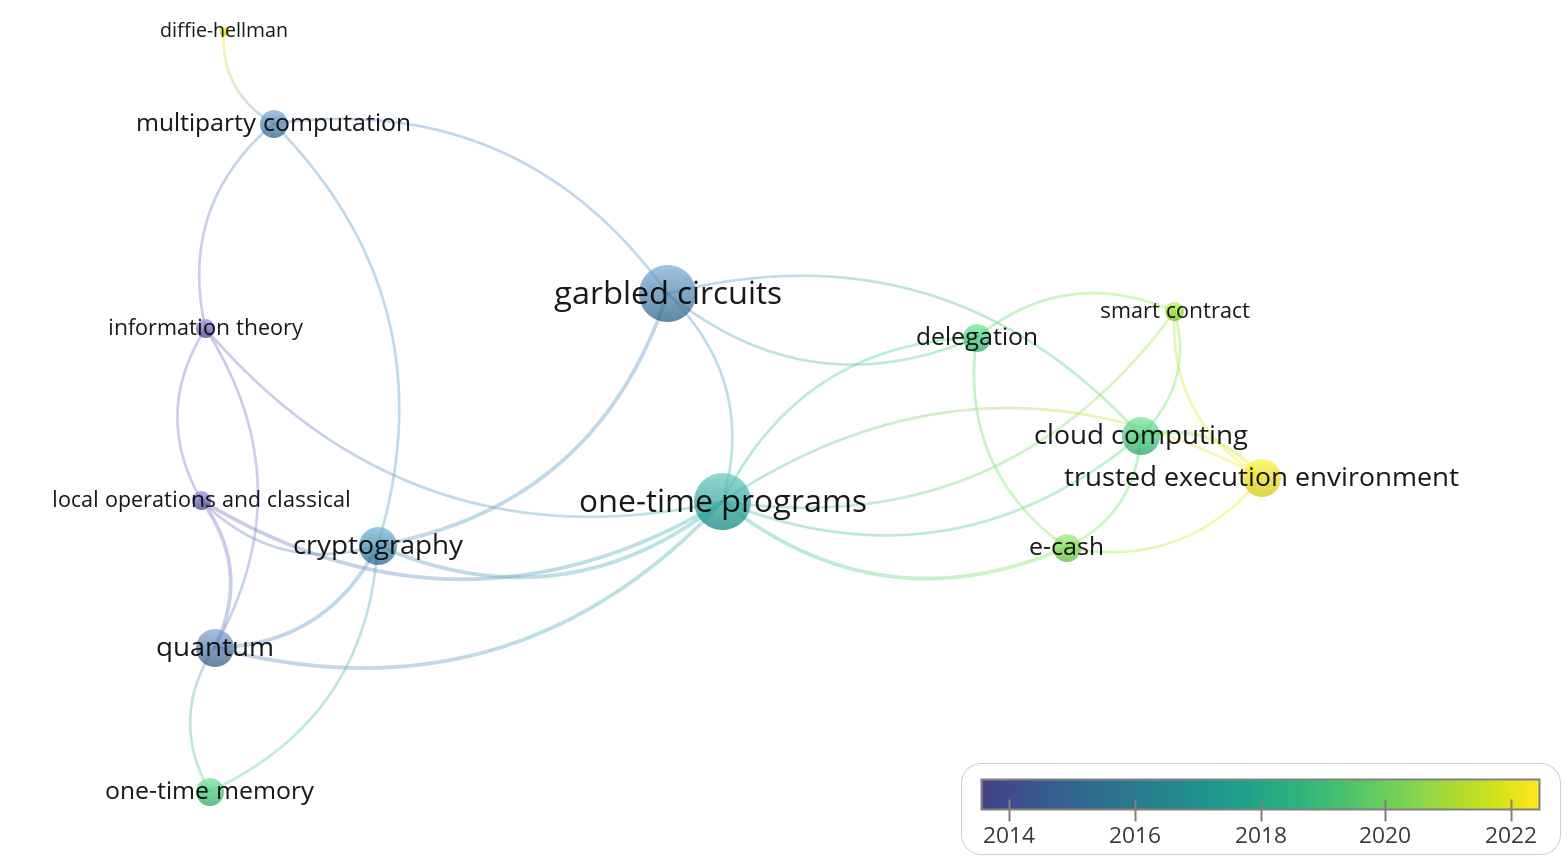 diffie-hellman
multiparty computation
garbled circuits
smart contract
information theory
delegation
cloud computing
trusted execution environment
local operations and classical
one-time programs
cryptography
e-cash
quantum
one-time memory
2014 2016 2018 2020 2022